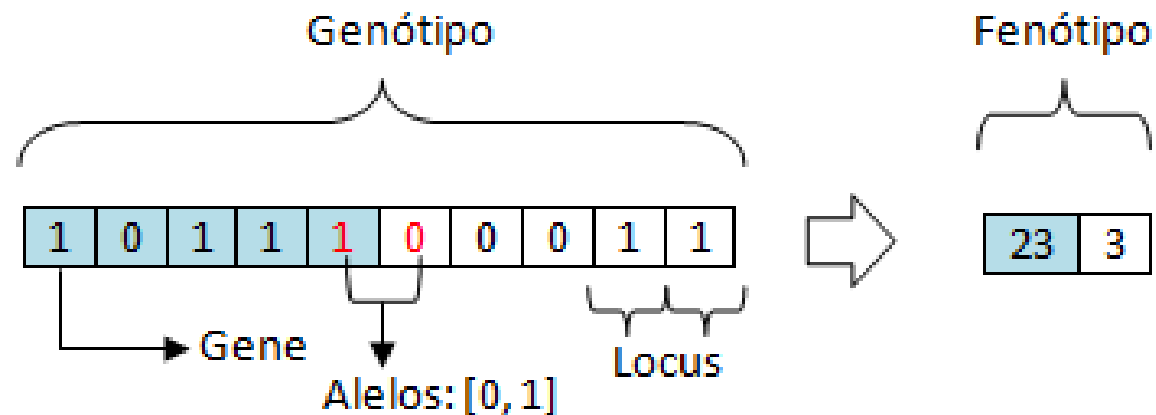 Genótipo Fenótipo
1 0 1 1 1 0 0 0 1 1 23 3
Gene
Locus
Alelos: [0, 1]